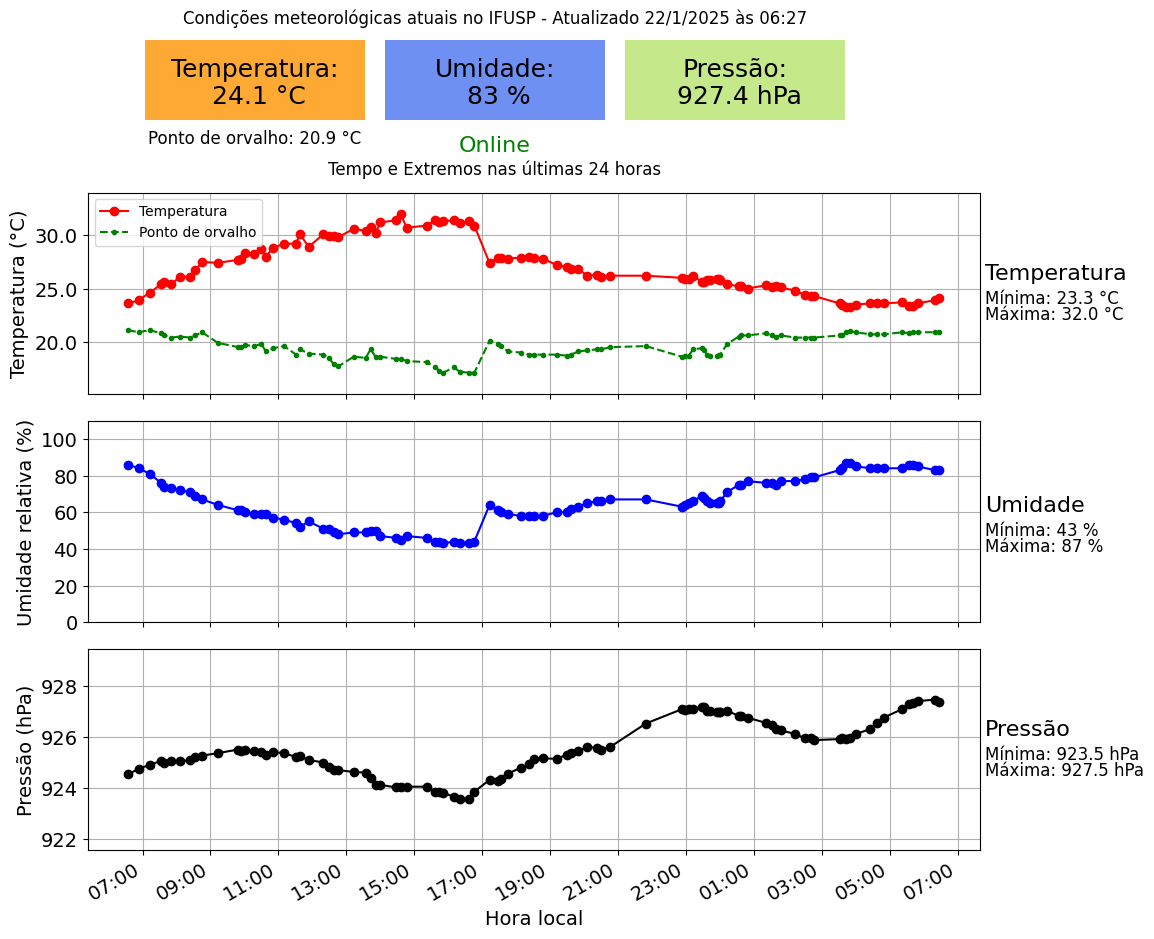 Condições meteorológicas atuais no IFUSP - Atualizado 22/1/2025 às 06:27
Temperatura:
24.1 °C
Umidade:
83 %
Pressão:
927.4 hPa
Ponto de orvalho: 20.9 °C
Online
Tempo e Extremos nas últimas 24 horas
Temperatura (°C)
30.0
25.0
20.0
Temperatura
Ponto de orvalho
Temperatura
Mínima: 23.3 °C
Máxima: 32.0 °C
Umidade relativa (%)
100
80
60
40
20
0
Umidade
Mínima: 43 %
Máxima: 87 %
Pressão (hPa)
928
926
924
922
Pressão
Mínima: 923.5 hPa
Máxima: 927.5 hPa
07:00 09:00 11:00 13:00 15:00 17:00 19:00 21:00 23:00 01:00 03:00 05:00 07:00
Hora local